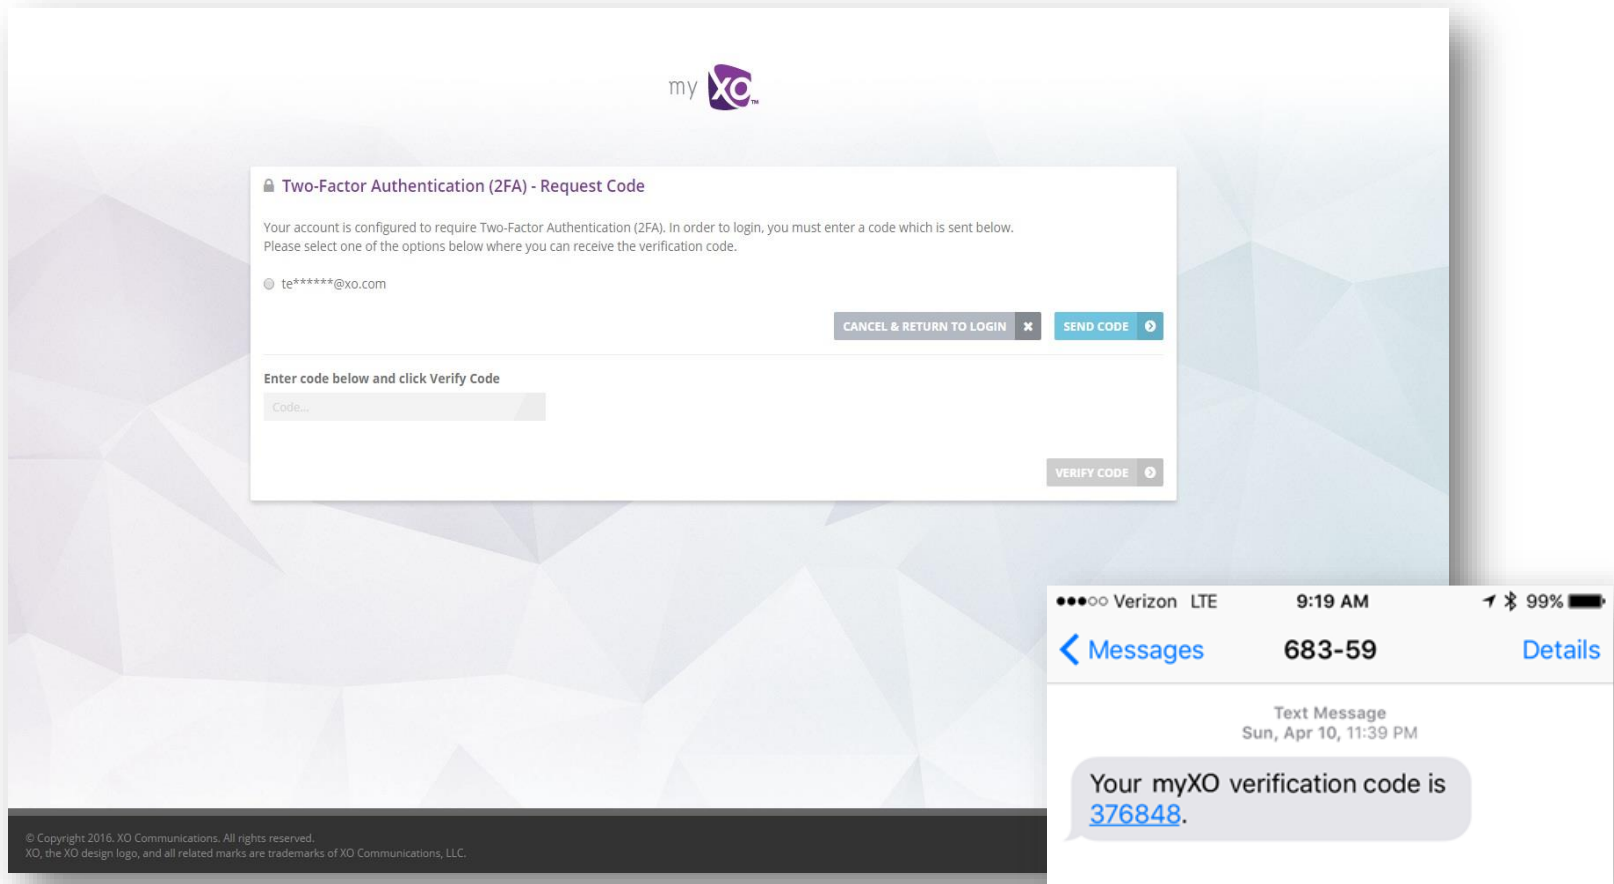 my XO™
Two-Factor Authentication (2FA) - Request Code
Your account is configured to require Two-Factor Authentication (2FA). In order to login, you must enter a code which is sent below.
Please select one of the options below where you can receive the verification code.
te******@xo.com
CANCEL & RETURN TO LOGIN
SEND CODE
Enter code below and click Verify Code
Code...
VERIFY CODE
© Copyright 2016. XO Communications. All rights reserved.
XO, the XO design logo, and all related marks are trademarks of XO Communications, LLC.
Verizon LTE 9:19 AM 99%
Messages 683-59 Details
Text Message
Sun, Apr 10, 11:39 PM
Your myXO verification code is
376848.